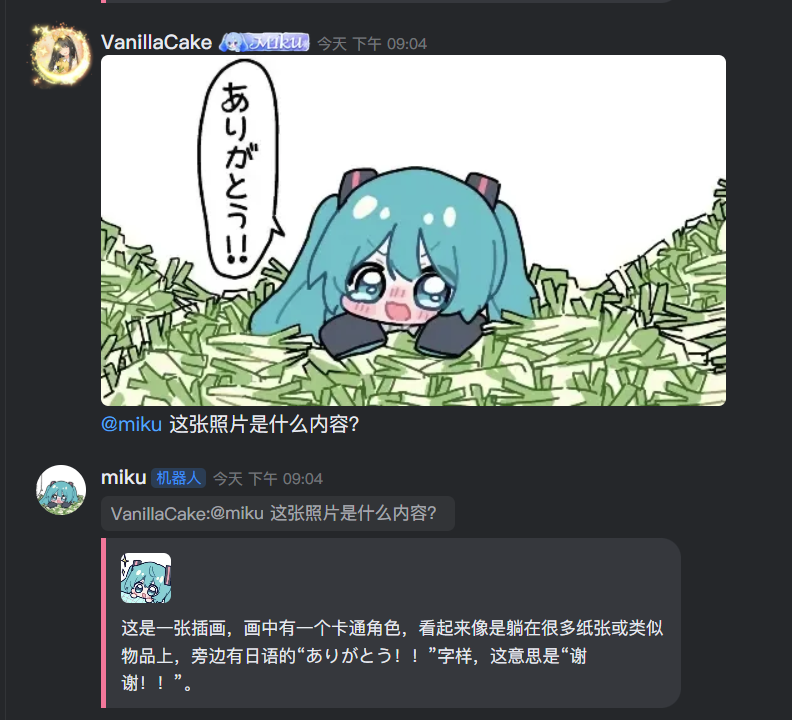 VanillaCake Miku 今天 下午 09:04
ありがとう!!
@miku 这张照片是什么内容?
miku 机器人 今天 下午 09:04
VanillaCake:@miku 这张照片是什么内容?
这是一张插画，画中有一个卡通角色，看起来像是躺在很多纸张或类似
物品上，旁边有日语的“ありがとう！！”字样，这意思是“谢
谢！！”。